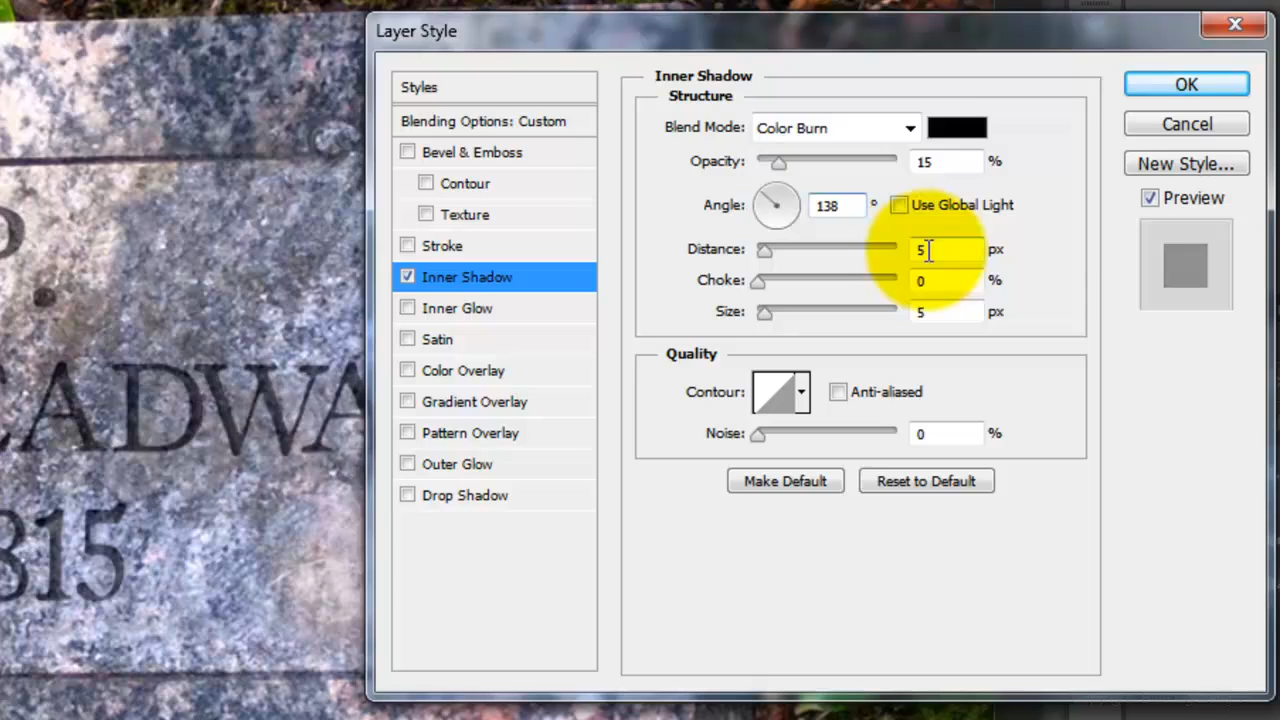 Layer Style
Styles
Blending Options: Custom
Bevel & Emboss
Contour
Texture
Stroke
Inner Shadow
Inner Glow
Satin
Color Overlay
Gradient Overlay
Pattern Overlay
Outer Glow
Drop Shadow
Inner Shadow
Structure
Blend Mode: Color Burn
Opacity: 15 %
Angle: 138 ° Use Global Light
Distance: 5 px
Choke: 0 %
Size: 5 px
Quality
Contour: Anti-aliased
Noise: 0 %
Make Default Reset to Default
OK
Cancel
New Style...
Preview
P.
EADWA
815